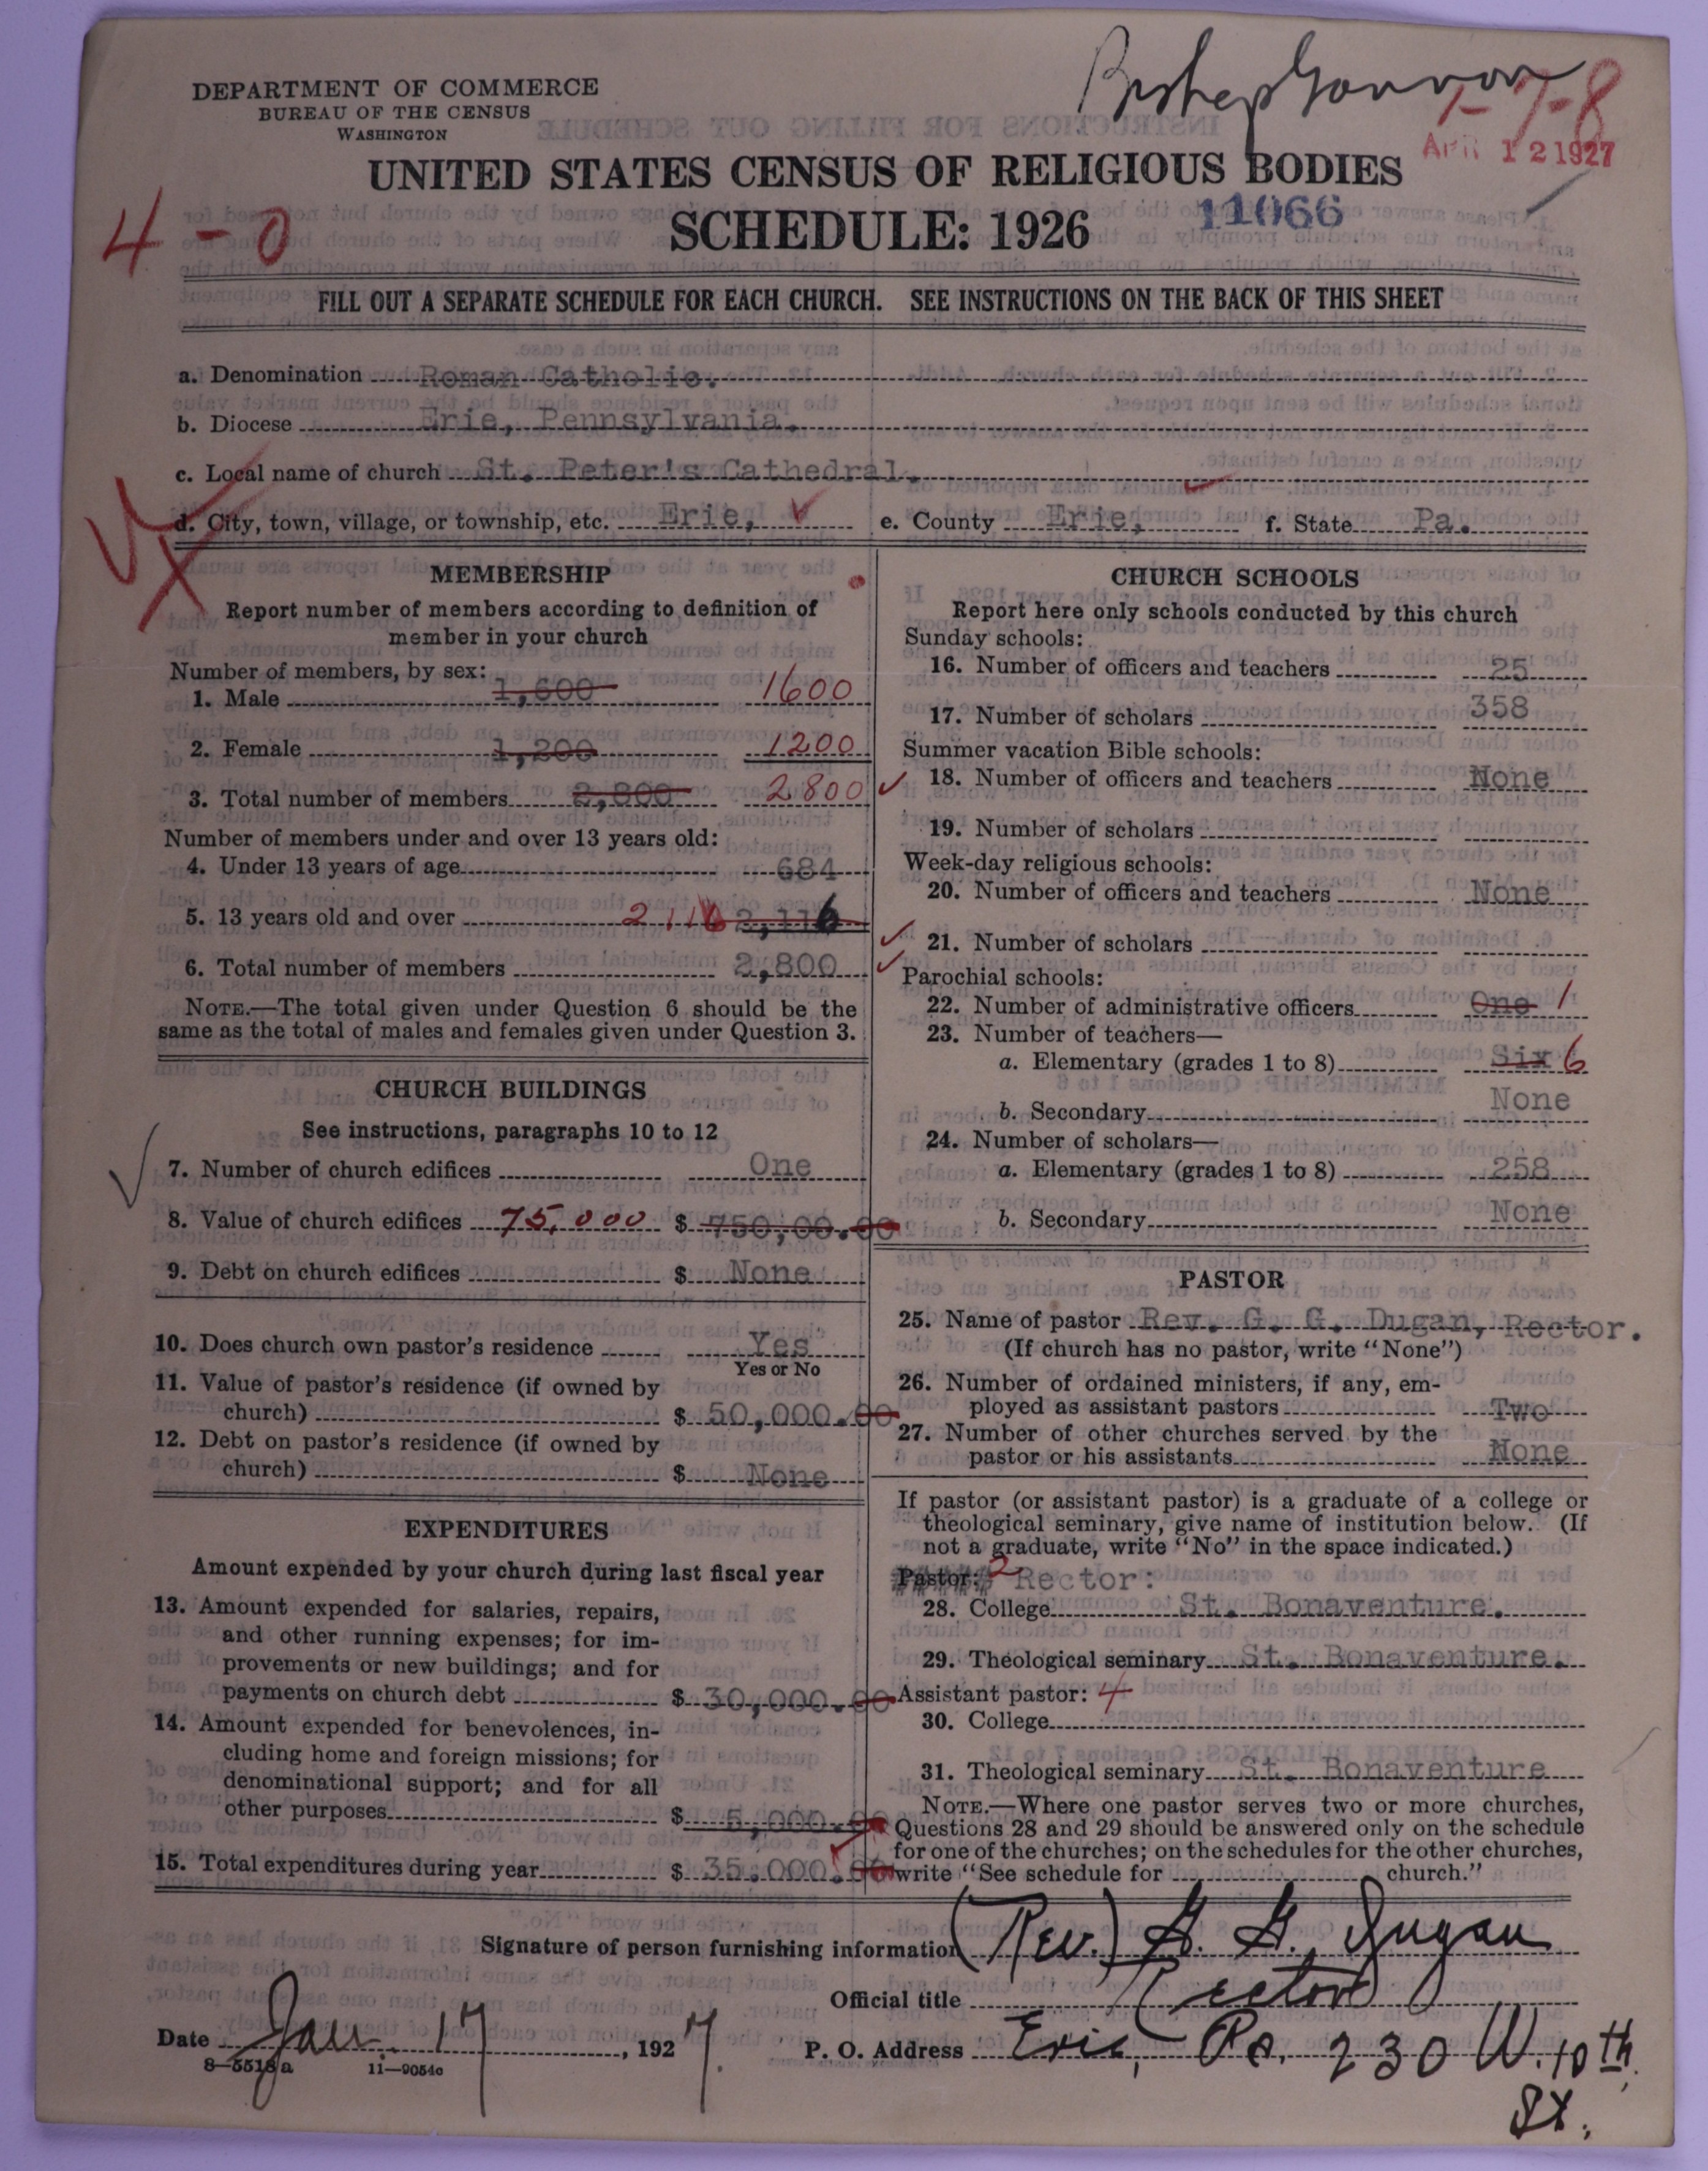 Bishop Gannon
DEPARTMENT OF COMMERCE
BUREAU OF THE CENSUS
WASHINGTON
1-7-8
APR 12 1927
UNITED STATES CENSUS OF RELIGIOUS BODIES
4-0
SCHEDULE: 1926
11066
FILL OUT A SEPARATE SCHEDULE FOR EACH CHURCH. SEE INSTRUCTIONS ON THE BACK OF THIS SHEET
a. Denomination Roman Catholic.
b. Diocese Erie, Pennsylvania.
c. Local name of church St. Peter's Cathedral.
d. City, town, village, or township, etc. Erie, e. County Erie, f. State Pa.
MEMBERSHIP
Report number of members according to definition of
member in your church
Number of members, by sex:
1. Male 1,600 1600
2. Female 1,200 1200
3. Total number of members 2,800 2800
Number of members under and over 13 years old:
4. Under 13 years of age 684
5. 13 years old and over 2116 2,116
6. Total number of members 2,800
NOTE.—The total given under Question 6 should be the
same as the total of males and females given under Question 3.
CHURCH BUILDINGS
See instructions, paragraphs 10 to 12
7. Number of church edifices One
8. Value of church edifices 75,000 $ 750,00.00
9. Debt on church edifices $ None
10. Does church own pastor's residence Yes
Yes or No
11. Value of pastor's residence (if owned by
church) $ 50,000.00
12. Debt on pastor's residence (if owned by
church) $ None
EXPENDITURES
Amount expended by your church during last fiscal year
13. Amount expended for salaries, repairs,
and other running expenses; for im-
provements or new buildings; and for
payments on church debt $ 30,000.00
14. Amount expended for benevolences, in-
cluding home and foreign missions; for
denominational support; and for all
other purposes $ 5,000.00
15. Total expenditures during year $ 35,000.00
CHURCH SCHOOLS
Report here only schools conducted by this church
Sunday schools:
16. Number of officers and teachers 25
17. Number of scholars 358
Summer vacation Bible schools:
18. Number of officers and teachers None
19. Number of scholars
Week-day religious schools:
20. Number of officers and teachers None
21. Number of scholars
Parochial schools:
22. Number of administrative officers One 1
23. Number of teachers—
a. Elementary (grades 1 to 8) Six 6
b. Secondary None
24. Number of scholars—
a. Elementary (grades 1 to 8) 258
b. Secondary None
PASTOR
25. Name of pastor Rev. G. G. Dugan, Rector.
(If church has no pastor, write "None")
26. Number of ordained ministers, if any, em-
ployed as assistant pastors Two
27. Number of other churches served by the
pastor or his assistants None
If pastor (or assistant pastor) is a graduate of a college or
theological seminary, give name of institution below. (If
not a graduate, write "No" in the space indicated.)
Pastor: 2 Rector:
28. College St. Bonaventure.
29. Theological seminary St. Bonaventure.
Assistant pastor: 4
30. College
31. Theological seminary St. Bonaventure
NOTE.—Where one pastor serves two or more churches,
Questions 28 and 29 should be answered only on the schedule
for one of the churches; on the schedules for the other churches,
write "See schedule for church."
Signature of person furnishing information (Rev.) G. G. Dugan
Official title Rector
Date Jan. 17, 1927. P. O. Address Erie, Pa. 230 W. 10th
St.
8-5518a 11-9054c